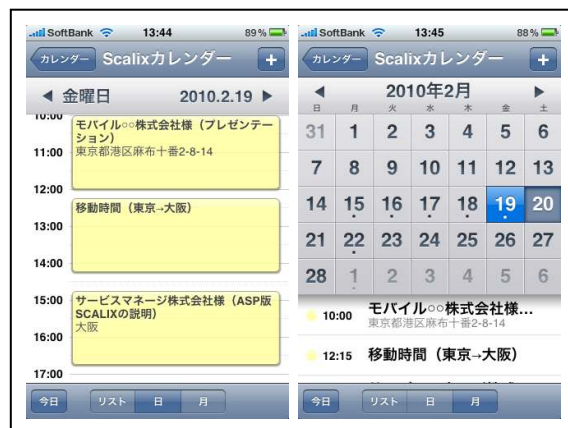 SoftBank 13:44 89%
カレンダー Scalixカレンダー +
◀ 金曜日 2010.2.19 ▶
10:00
モバイル○○株式会社様（プレゼンテー
ション）
東京都港区麻布十番2-8-14
11:00
12:00
移動時間（東京→大阪）
13:00
14:00
15:00
サービスマネージ株式会社様（ASP版
SCALIXの説明）
大阪
16:00
17:00
今日 リスト 日 月
SoftBank 13:45 88%
カレンダー Scalixカレンダー +
◀ 2010年2月 ▶
日 月 火 水 木 金 土
31 1 2 3 4 5 6
7 8 9 10 11 12 13
14 15 16 17 18 19 20
21 22 23 24 25 26 27
28 1 2 3 4 5 6
10:00 モバイル○○株式会社様...
東京都港区麻布十番2-8-14
12:15 移動時間（東京→大阪）
今日 リスト 日 月